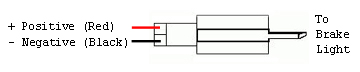 + Positive (Red)
- Negative (Black)
To
Brake
Light